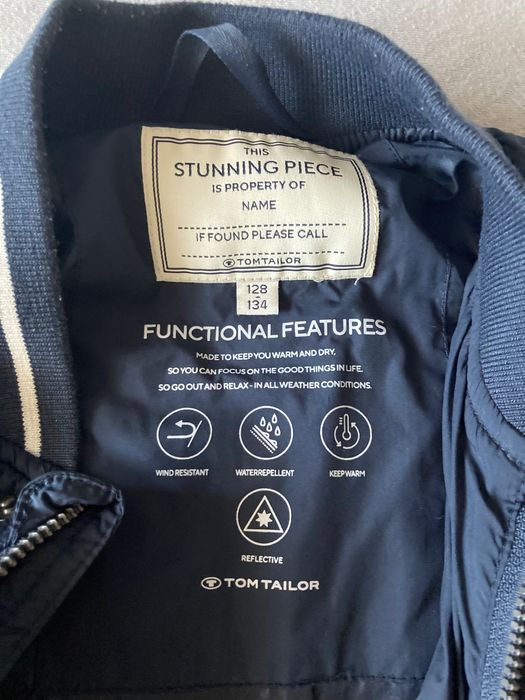 THIS
STUNNING PIECE
IS PROPERTY OF
NAME
IF FOUND PLEASE CALL
TOM TAILOR
128
-
134
FUNCTIONAL FEATURES
MADE TO KEEP YOU WARM AND DRY,
SO YOU CAN FOCUS ON THE GOOD THINGS IN LIFE.
SO GO OUT AND RELAX - IN ALL WEATHER CONDITIONS.
WIND RESISTANT WATERREPELLENT KEEP WARM
REFLECTIVE
TOM TAILOR